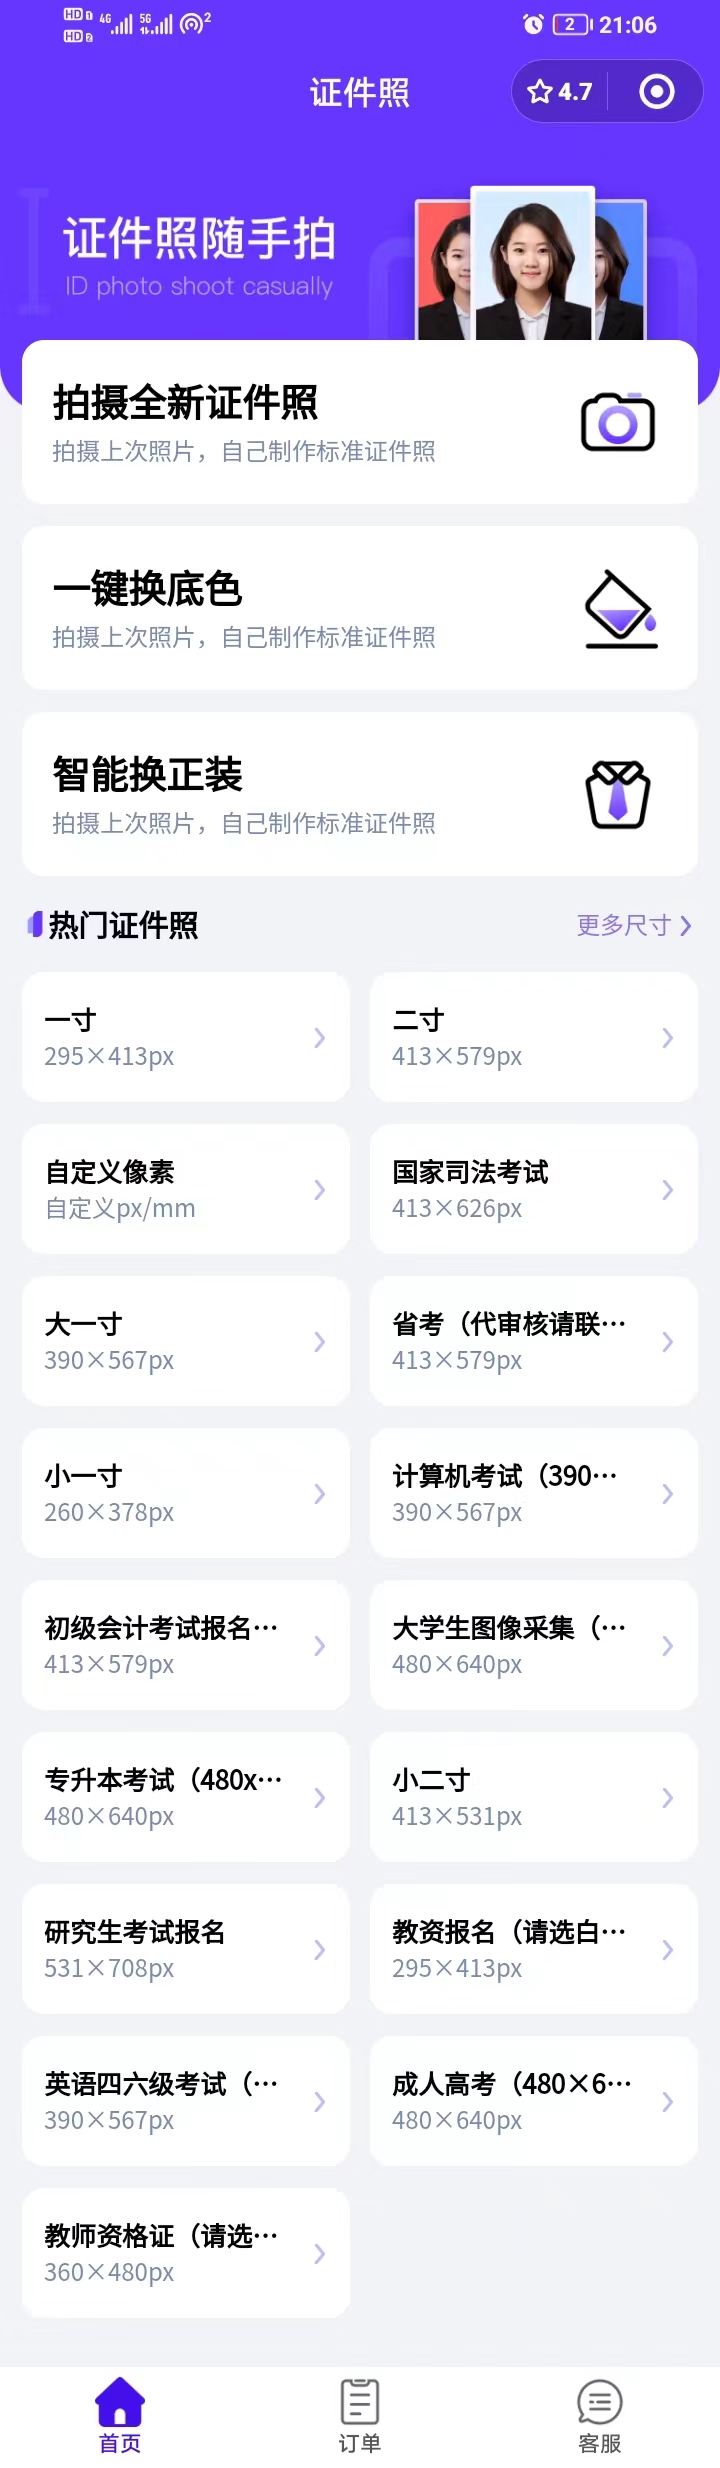 HD 1 4G 5G 2 2 21:06
HD 2
证件照 4.7
证件照随手拍
ID photo shoot casually
拍摄全新证件照
拍摄上次照片，自己制作标准证件照
一键换底色
拍摄上次照片，自己制作标准证件照
智能换正装
拍摄上次照片，自己制作标准证件照
热门证件照 更多尺寸
一寸
295×413px
二寸
413×579px
自定义像素
自定义px/mm
国家司法考试
413×626px
大一寸
390×567px
省考（代审核请联…
413×579px
小一寸
260×378px
计算机考试（390…
390×567px
初级会计考试报名…
413×579px
大学生图像采集（…
480×640px
专升本考试（480x…
480×640px
小二寸
413×531px
研究生考试报名
531×708px
教资报名（请选白…
295×413px
英语四六级考试（…
390×567px
成人高考（480×6…
480×640px
教师资格证（请选…
360×480px
首页 订单 客服